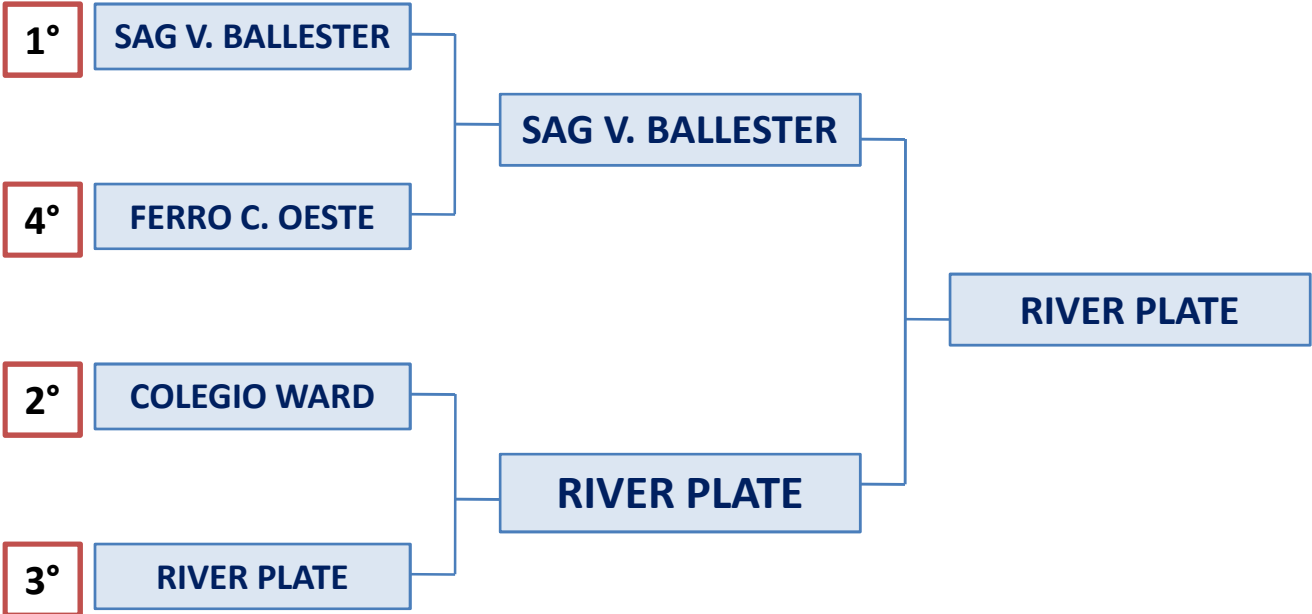 1°
SAG V. BALLESTER
SAG V. BALLESTER
4°
FERRO C. OESTE
RIVER PLATE
2°
COLEGIO WARD
RIVER PLATE
3°
RIVER PLATE